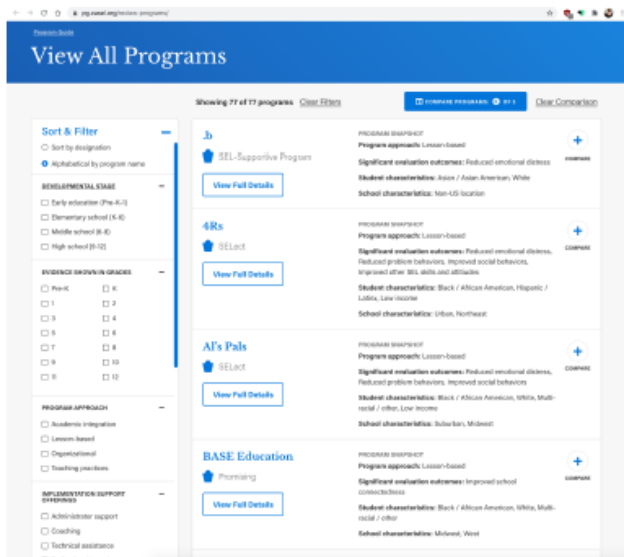 pg.casel.org/review-programs/
Program Guide
View All Programs
Showing 77 of 77 programs Clear Filters
COMPARE PROGRAMS: OF 3
Clear Comparison
Sort & Filter
Sort by designation
Alphabetical by program name
DEVELOPMENTAL STAGE
Early education (Pre-K-1)
Elementary school (K-6)
Middle school (6-8)
High school (9-12)
EVIDENCE SHOWN IN GRADES
Pre-K K
1 2
3 4
5 6
7 8
9 10
11 12
PROGRAM APPROACH
Academic integration
Lesson-based
Organizational
Teaching practices
IMPLEMENTATION SUPPORT
OFFERINGS
Administrator support
Coaching
Technical assistance
.b
SEL-Supportive Program
View Full Details
PROGRAM SNAPSHOT
Program approach: Lesson-based
Significant evaluation outcomes: Reduced emotional distress
Student characteristics: Asian / Asian American, White
School characteristics: Non-US location
COMPARE
4Rs
SELect
View Full Details
PROGRAM SNAPSHOT
Program approach: Lesson-based
Significant evaluation outcomes: Reduced emotional distress,
Reduced problem behaviors, Improved social behaviors,
Improved other SEL skills and attitudes
Student characteristics: Black / African American, Hispanic /
Latinx, Low income
School characteristics: Urban, Northeast
COMPARE
Al's Pals
SELect
View Full Details
PROGRAM SNAPSHOT
Program approach: Lesson-based
Significant evaluation outcomes: Reduced emotional distress,
Reduced problem behaviors, Improved social behaviors
Student characteristics: Black / African American, White, Multi-
racial / other, Low income
School characteristics: Suburban, Midwest
COMPARE
BASE Education
Promising
View Full Details
PROGRAM SNAPSHOT
Program approach: Lesson-based
Significant evaluation outcomes: Improved school
connectedness
Student characteristics: Black / African American, White, Multi-
racial / other
School characteristics: Midwest, West
COMPARE